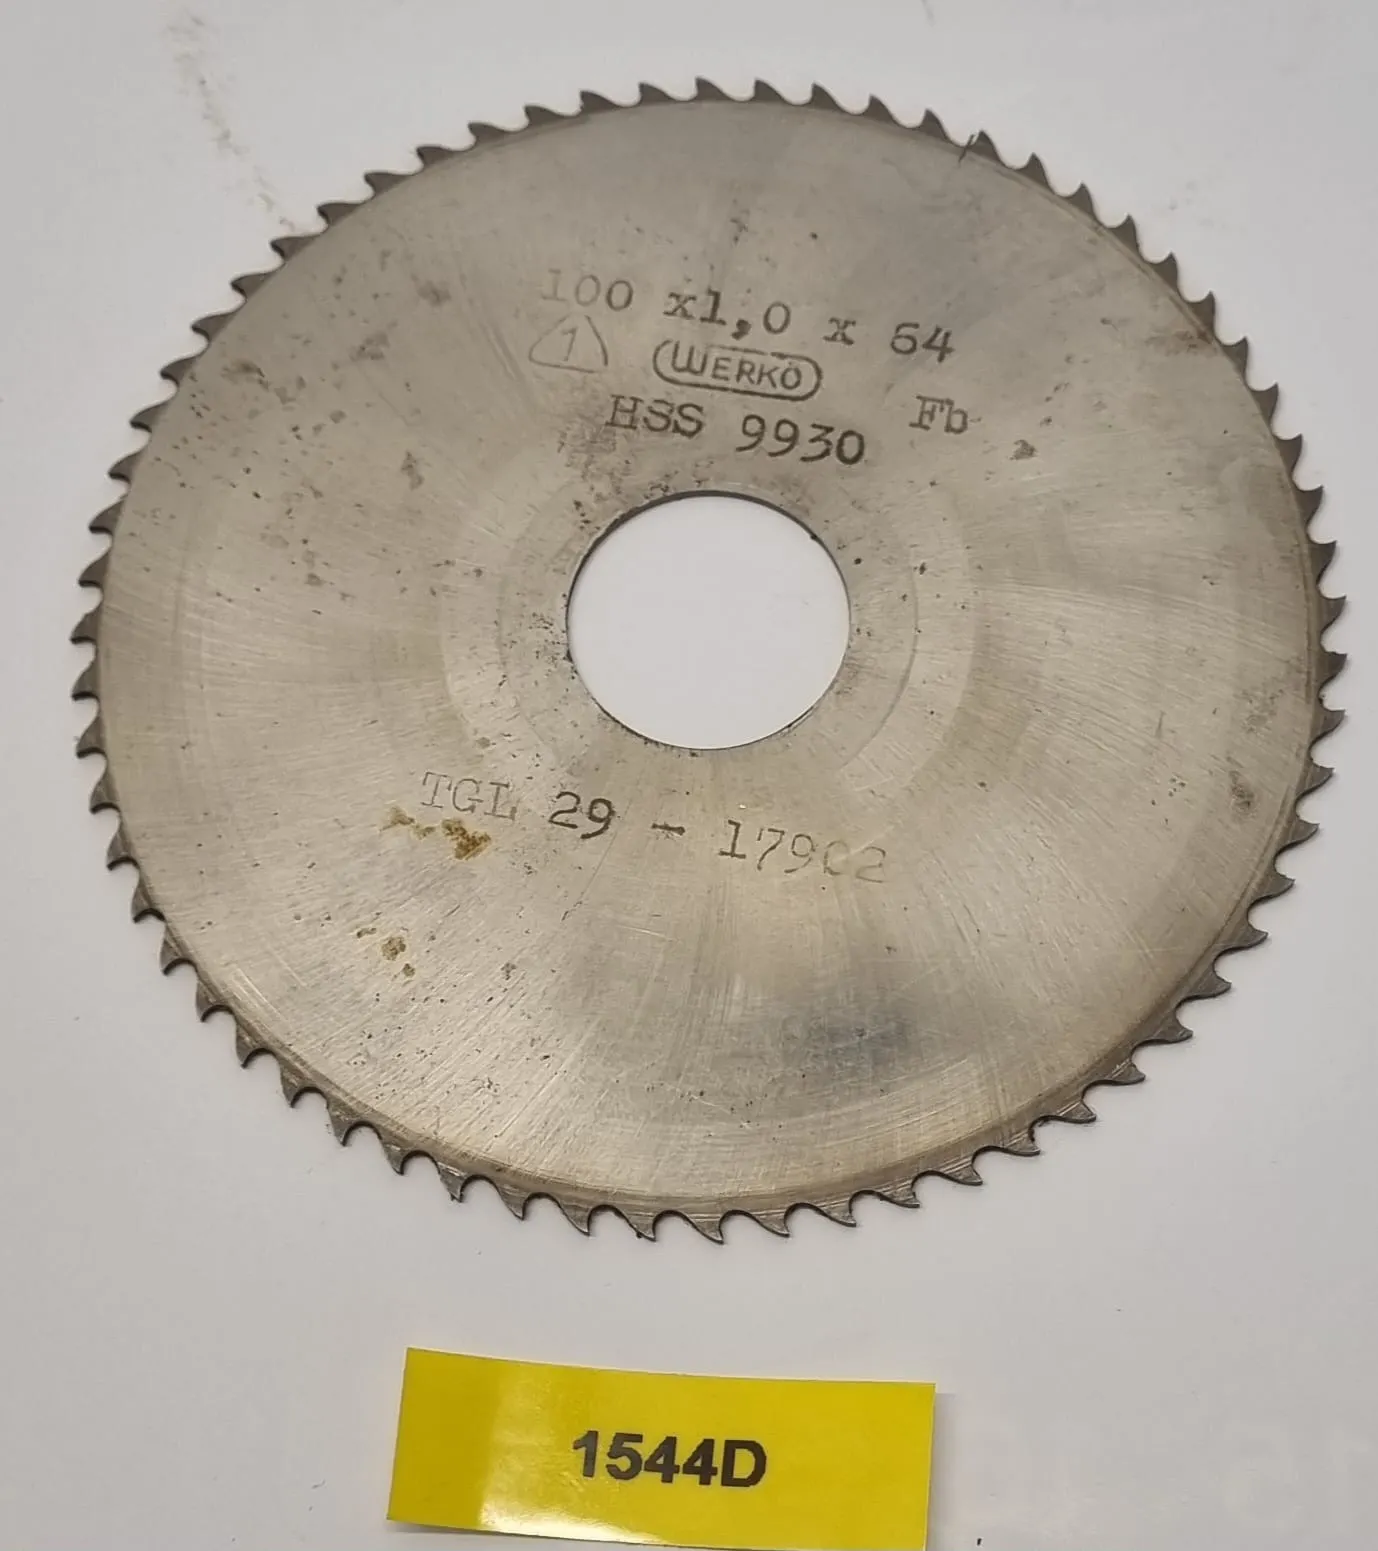 100 x1,0 x 64
1 WERKÖ
HSS 9930 Fb
TGL 29 - 17902
1544D